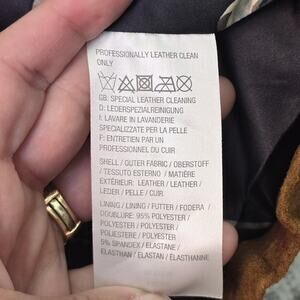 PROFESSIONALLY LEATHER CLEAN
ONLY
GB: SPECIAL LEATHER CLEANING
D: LEDERSPEZIALREINIGUNG
I: LAVARE IN LAVANDERIE
SPECIALIZZATE PER LA PELLE
F: ENTRETIEN PAR UN
PROFESSIONNEL DU CUIR
SHELL / OUTER FABRIC / OBERSTOFF
/ TESSUTO ESTERNO / MATIÈRE
EXTÉRIEUR: LEATHER / LEATHER /
LEDER / PELLE / CUIR
LINING / LINING / FUTTER / FODERA /
DOUBLURE: 95% POLYESTER /
POLYESTER / POLYESTER /
POLIESTERE / POLYESTER
5% SPANDEX / ELASTANE /
ELASTHAN / ELASTAN / ÉLASTHANNE